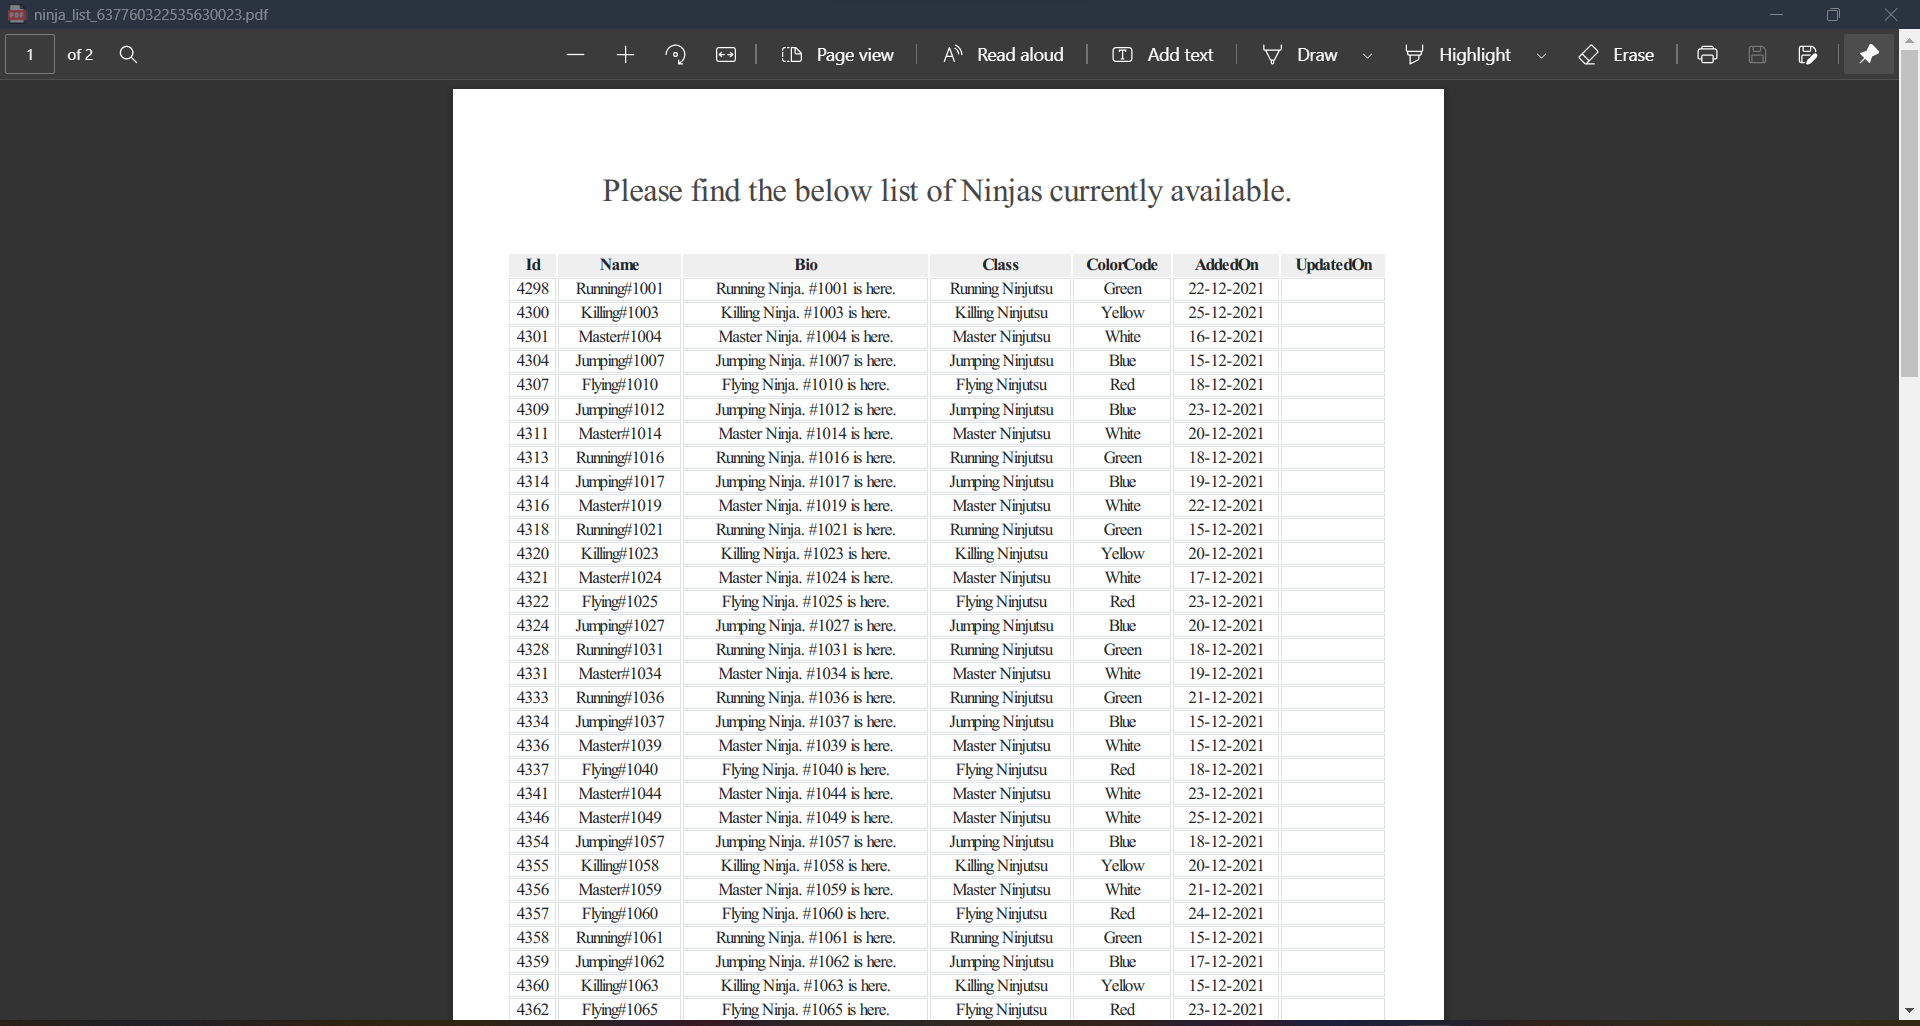 ninja_list_637760322535630023.pdf
1 of 2 Page view Read aloud Add text Draw Highlight Erase
Please find the below list of Ninjas currently available.
Id Name Bio Class ColorCode AddedOn UpdatedOn
4298 Running#1001 Running Ninja. #1001 is here. Running Ninjutsu Green 22-12-2021
4300 Killing#1003 Killing Ninja. #1003 is here. Killing Ninjutsu Yellow 25-12-2021
4301 Master#1004 Master Ninja. #1004 is here. Master Ninjutsu White 16-12-2021
4304 Jumping#1007 Jumping Ninja. #1007 is here. Jumping Ninjutsu Blue 15-12-2021
4307 Flying#1010 Flying Ninja. #1010 is here. Flying Ninjutsu Red 18-12-2021
4309 Jumping#1012 Jumping Ninja. #1012 is here. Jumping Ninjutsu Blue 23-12-2021
4311 Master#1014 Master Ninja. #1014 is here. Master Ninjutsu White 20-12-2021
4313 Running#1016 Running Ninja. #1016 is here. Running Ninjutsu Green 18-12-2021
4314 Jumping#1017 Jumping Ninja. #1017 is here. Jumping Ninjutsu Blue 19-12-2021
4316 Master#1019 Master Ninja. #1019 is here. Master Ninjutsu White 22-12-2021
4318 Running#1021 Running Ninja. #1021 is here. Running Ninjutsu Green 15-12-2021
4320 Killing#1023 Killing Ninja. #1023 is here. Killing Ninjutsu Yellow 20-12-2021
4321 Master#1024 Master Ninja. #1024 is here. Master Ninjutsu White 17-12-2021
4322 Flying#1025 Flying Ninja. #1025 is here. Flying Ninjutsu Red 23-12-2021
4324 Jumping#1027 Jumping Ninja. #1027 is here. Jumping Ninjutsu Blue 20-12-2021
4328 Running#1031 Running Ninja. #1031 is here. Running Ninjutsu Green 18-12-2021
4331 Master#1034 Master Ninja. #1034 is here. Master Ninjutsu White 19-12-2021
4333 Running#1036 Running Ninja. #1036 is here. Running Ninjutsu Green 21-12-2021
4334 Jumping#1037 Jumping Ninja. #1037 is here. Jumping Ninjutsu Blue 15-12-2021
4336 Master#1039 Master Ninja. #1039 is here. Master Ninjutsu White 15-12-2021
4337 Flying#1040 Flying Ninja. #1040 is here. Flying Ninjutsu Red 18-12-2021
4341 Master#1044 Master Ninja. #1044 is here. Master Ninjutsu White 23-12-2021
4346 Master#1049 Master Ninja. #1049 is here. Master Ninjutsu White 25-12-2021
4354 Jumping#1057 Jumping Ninja. #1057 is here. Jumping Ninjutsu Blue 18-12-2021
4355 Killing#1058 Killing Ninja. #1058 is here. Killing Ninjutsu Yellow 20-12-2021
4356 Master#1059 Master Ninja. #1059 is here. Master Ninjutsu White 21-12-2021
4357 Flying#1060 Flying Ninja. #1060 is here. Flying Ninjutsu Red 24-12-2021
4358 Running#1061 Running Ninja. #1061 is here. Running Ninjutsu Green 15-12-2021
4359 Jumping#1062 Jumping Ninja. #1062 is here. Jumping Ninjutsu Blue 17-12-2021
4360 Killing#1063 Killing Ninja. #1063 is here. Killing Ninjutsu Yellow 15-12-2021
4362 Flying#1065 Flying Ninja. #1065 is here. Flying Ninjutsu Red 23-12-2021